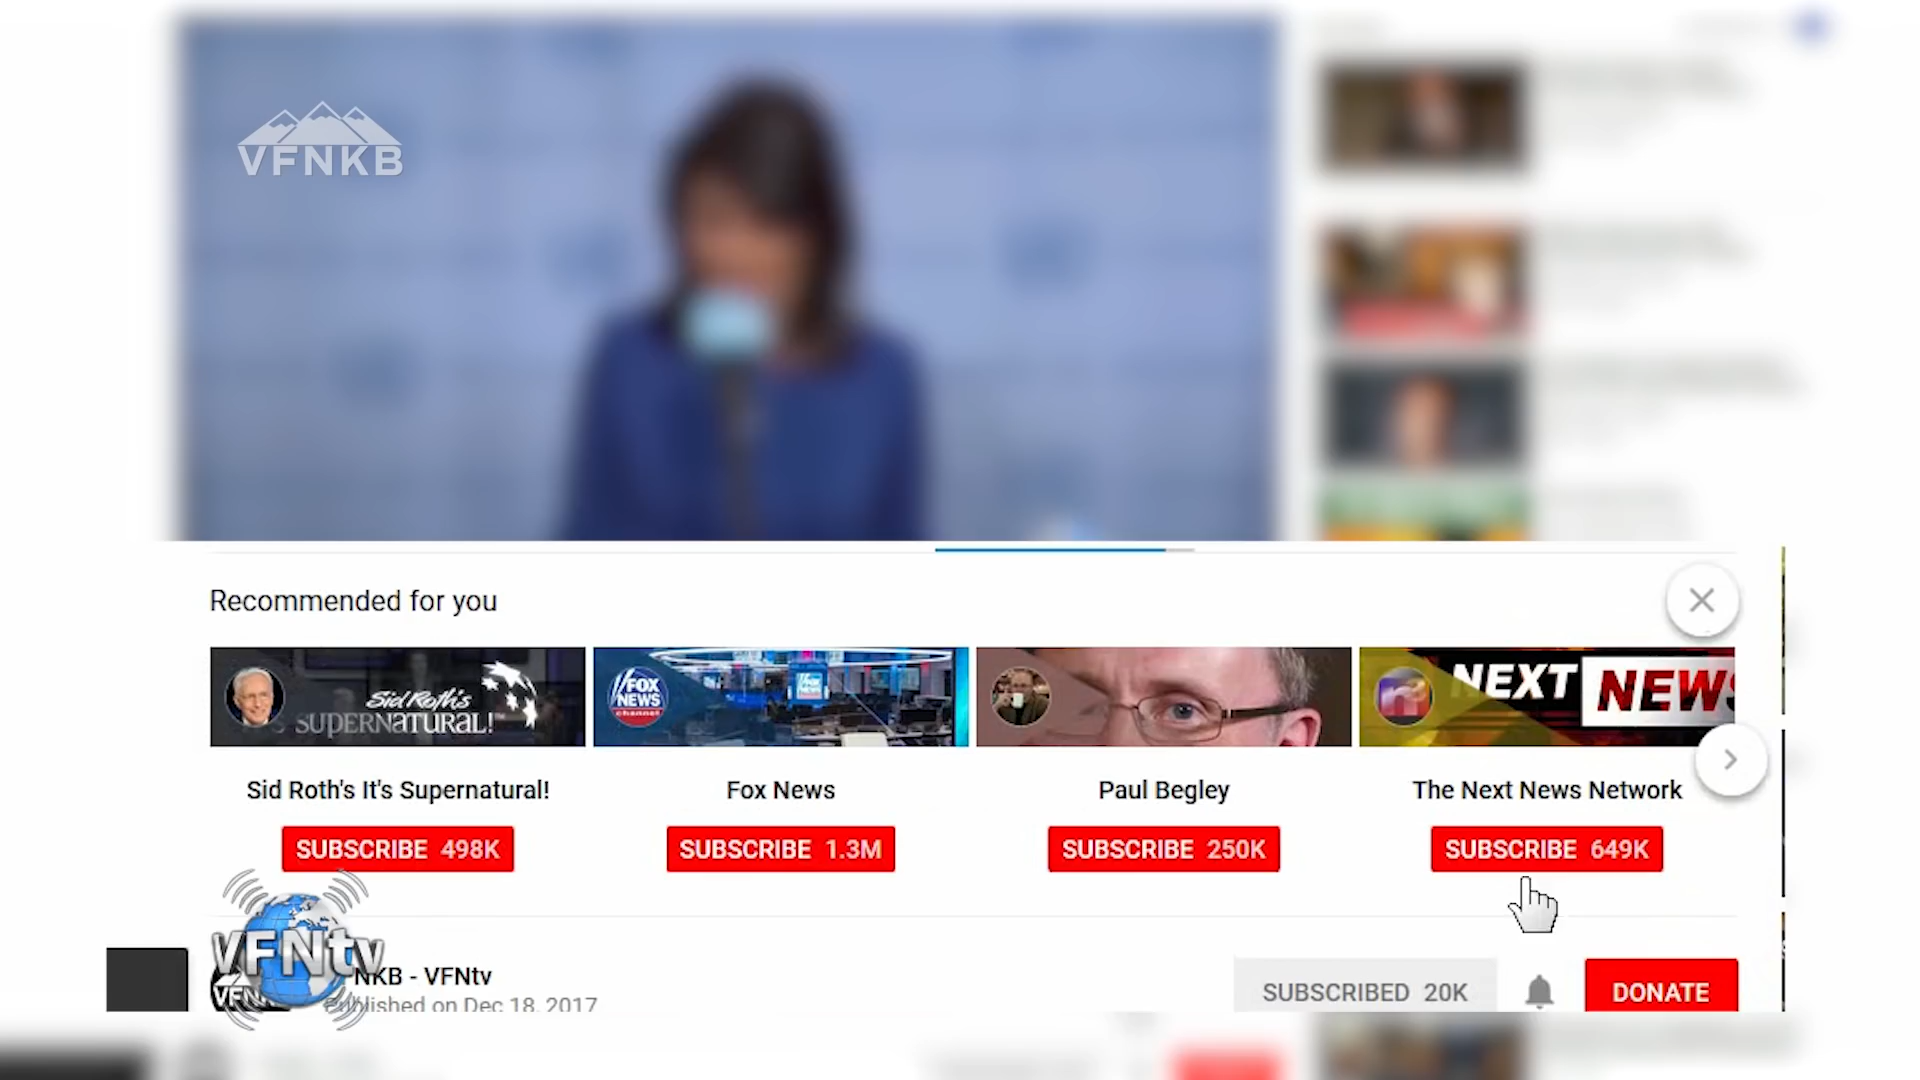 VFNKB
Recommended for you
Sid Roth's
SUPERNATURAL!
FOX
NEWS
channel
NEXT NEWS
Sid Roth's It's Supernatural!
Fox News
Paul Begley
The Next News Network
SUBSCRIBE 498K
SUBSCRIBE 1.3M
SUBSCRIBE 250K
SUBSCRIBE 649K
VFNtv
NKB - VFNtv
Published on Dec 18, 2017
SUBSCRIBED 20K
DONATE